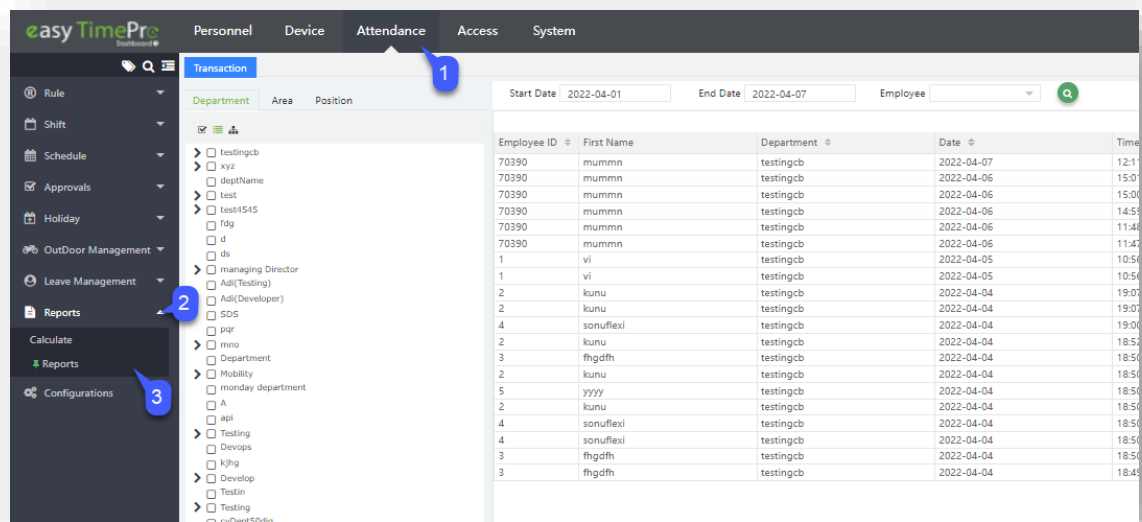 easy TimePro
Dashboard
Personnel Device Attendance Access System
1
Transaction
Rule
Shift
Schedule
Approvals
Holiday
OutDoor Management
Leave Management
Reports
2
Calculate
Reports
3
Configurations
Department Area Position
testingcb
xyz
deptName
test
test4545
fdg
d
ds
managing Director
Adi(Testing)
Adi(Developer)
SDS
pqr
mno
Department
Mobility
monday department
A
api
Testing
Devops
kjhg
Develop
Testin
Testing
Start Date 2022-04-01 End Date 2022-04-07 Employee
Employee ID First Name Department Date Time
70390 mummn testingcb 2022-04-07 12:1
70390 mummn testingcb 2022-04-06 15:0
70390 mummn testingcb 2022-04-06 15:00
70390 mummn testingcb 2022-04-06 14:5
70390 mummn testingcb 2022-04-06 11:4
70390 mummn testingcb 2022-04-06 11:4
1 vi testingcb 2022-04-05 10:5
1 vi testingcb 2022-04-05 10:5
2 kunu testingcb 2022-04-04 19:0
2 kunu testingcb 2022-04-04 19:0
4 sonuflexi testingcb 2022-04-04 19:0
2 kunu testingcb 2022-04-04 18:5
3 fhgdfh testingcb 2022-04-04 18:5
2 kunu testingcb 2022-04-04 18:5
5 yyyy testingcb 2022-04-04 18:5
2 kunu testingcb 2022-04-04 18:5
4 sonuflexi testingcb 2022-04-04 18:5
4 sonuflexi testingcb 2022-04-04 18:5
3 fhgdfh testingcb 2022-04-04 18:5
3 fhgdfh testingcb 2022-04-04 18:4